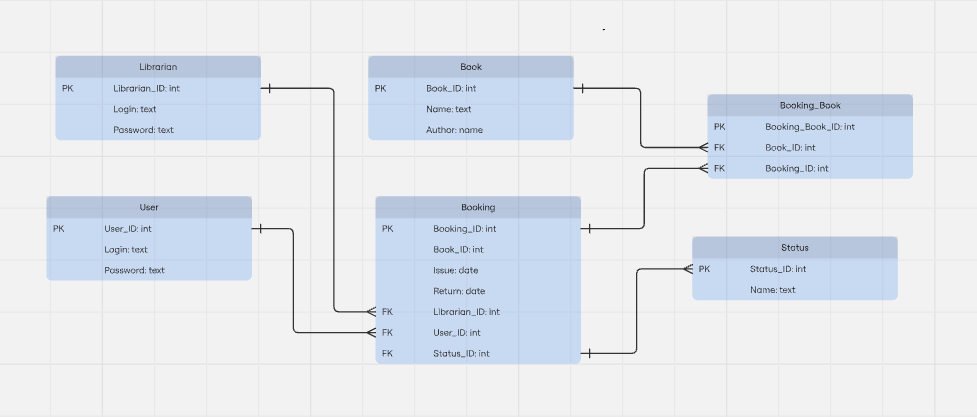 Librarian
PK Librarian_ID: int
Login: text
Password: text
Book
PK Book_ID: int
Name: text
Author: name
Booking_Book
PK Booking_Book_ID: int
FK Book_ID: int
FK Booking_ID: int
User
PK User_ID: int
Login: text
Password: text
Booking
PK Booking_ID: int
Book_ID: int
Issue: date
Return: date
FK Librarian_ID: int
FK User_ID: int
FK Status_ID: int
Status
PK Status_ID: int
Name: text